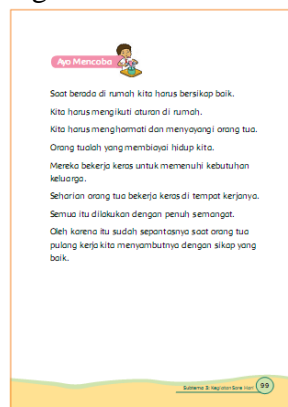 Ayo Mencoba
Saat berada di rumah kita harus bersikap baik.
Kita harus mengikuti aturan di rumah.
Kita harus menghormati dan menyayangi orang tua.
Orang tualah yang membiayai hidup kita.
Mereka bekerja keras untuk memenuhi kebutuhan
keluarga.
Seharian orang tua bekerja keras di tempat kerjanya.
Semua itu dilakukan dengan penuh semangat.
Oleh karena itu sudah sepantasnya saat orang tua
pulang kerja kita menyambutnya dengan sikap yang
baik.
Subtema 3: Kegiatan Sore Hari 99